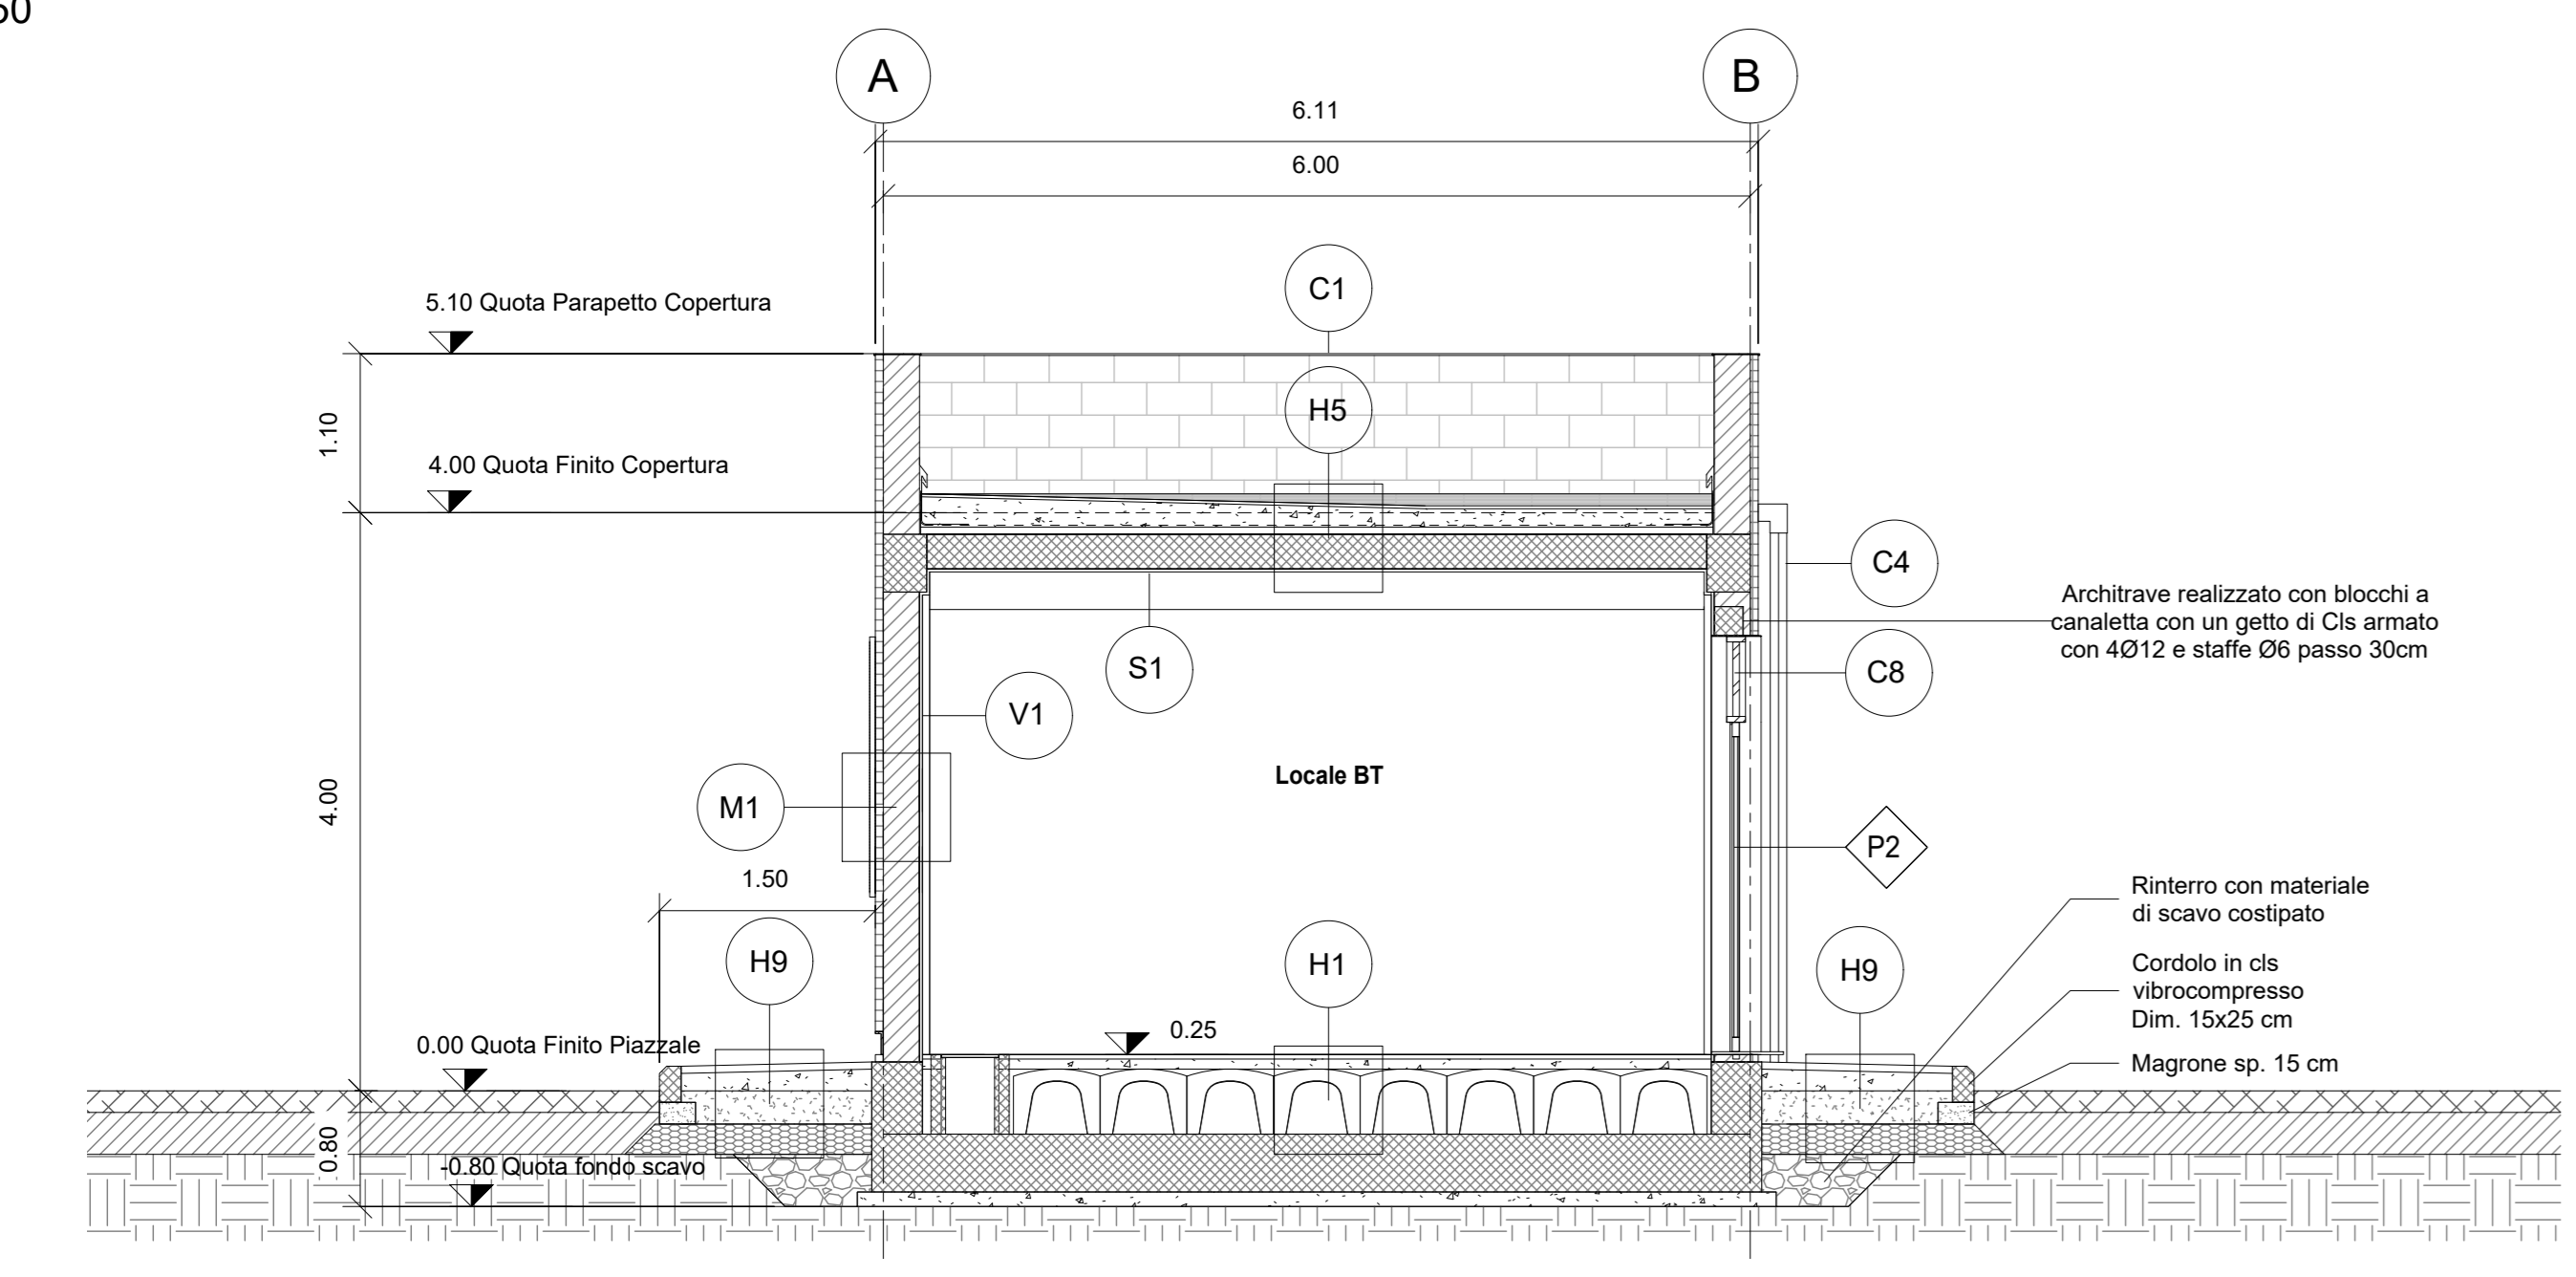 A
B
6.11
6.00
C1
5.10 Quota Parapetto Copertura
H5
1.10
4.00 Quota Finito Copertura
C4
Architrave realizzato con blocchi a
canaletta con un getto di Cls armato
con 4Ø12 e staffe Ø6 passo 30cm
S1
C8
V1
Locale BT
M1
4.00
P2
1.50
Rinterro con materiale
di scavo costipato
H9
H1
H9
Cordolo in cls
vibrocompresso
Dim. 15x25 cm
0.25
0.00 Quota Finito Piazzale
Magrone sp. 15 cm
0.80
-0.80 Quota fondo scavo